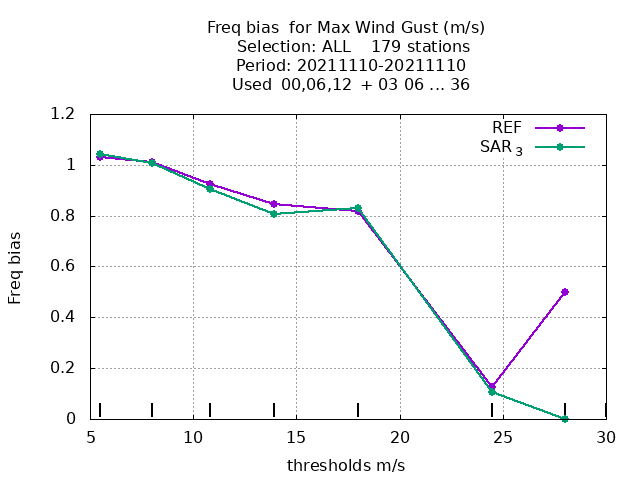 Freq bias  for Max Wind Gust (m/s)
Selection: ALL    179 stations
Period: 20211110-20211110
Used  00,06,12  + 03 06 ... 36
REF
SAR 3
1.2
1
0.8
0.6
0.4
0.2
0
Freq bias
5 10 15 20 25 30
thresholds m/s